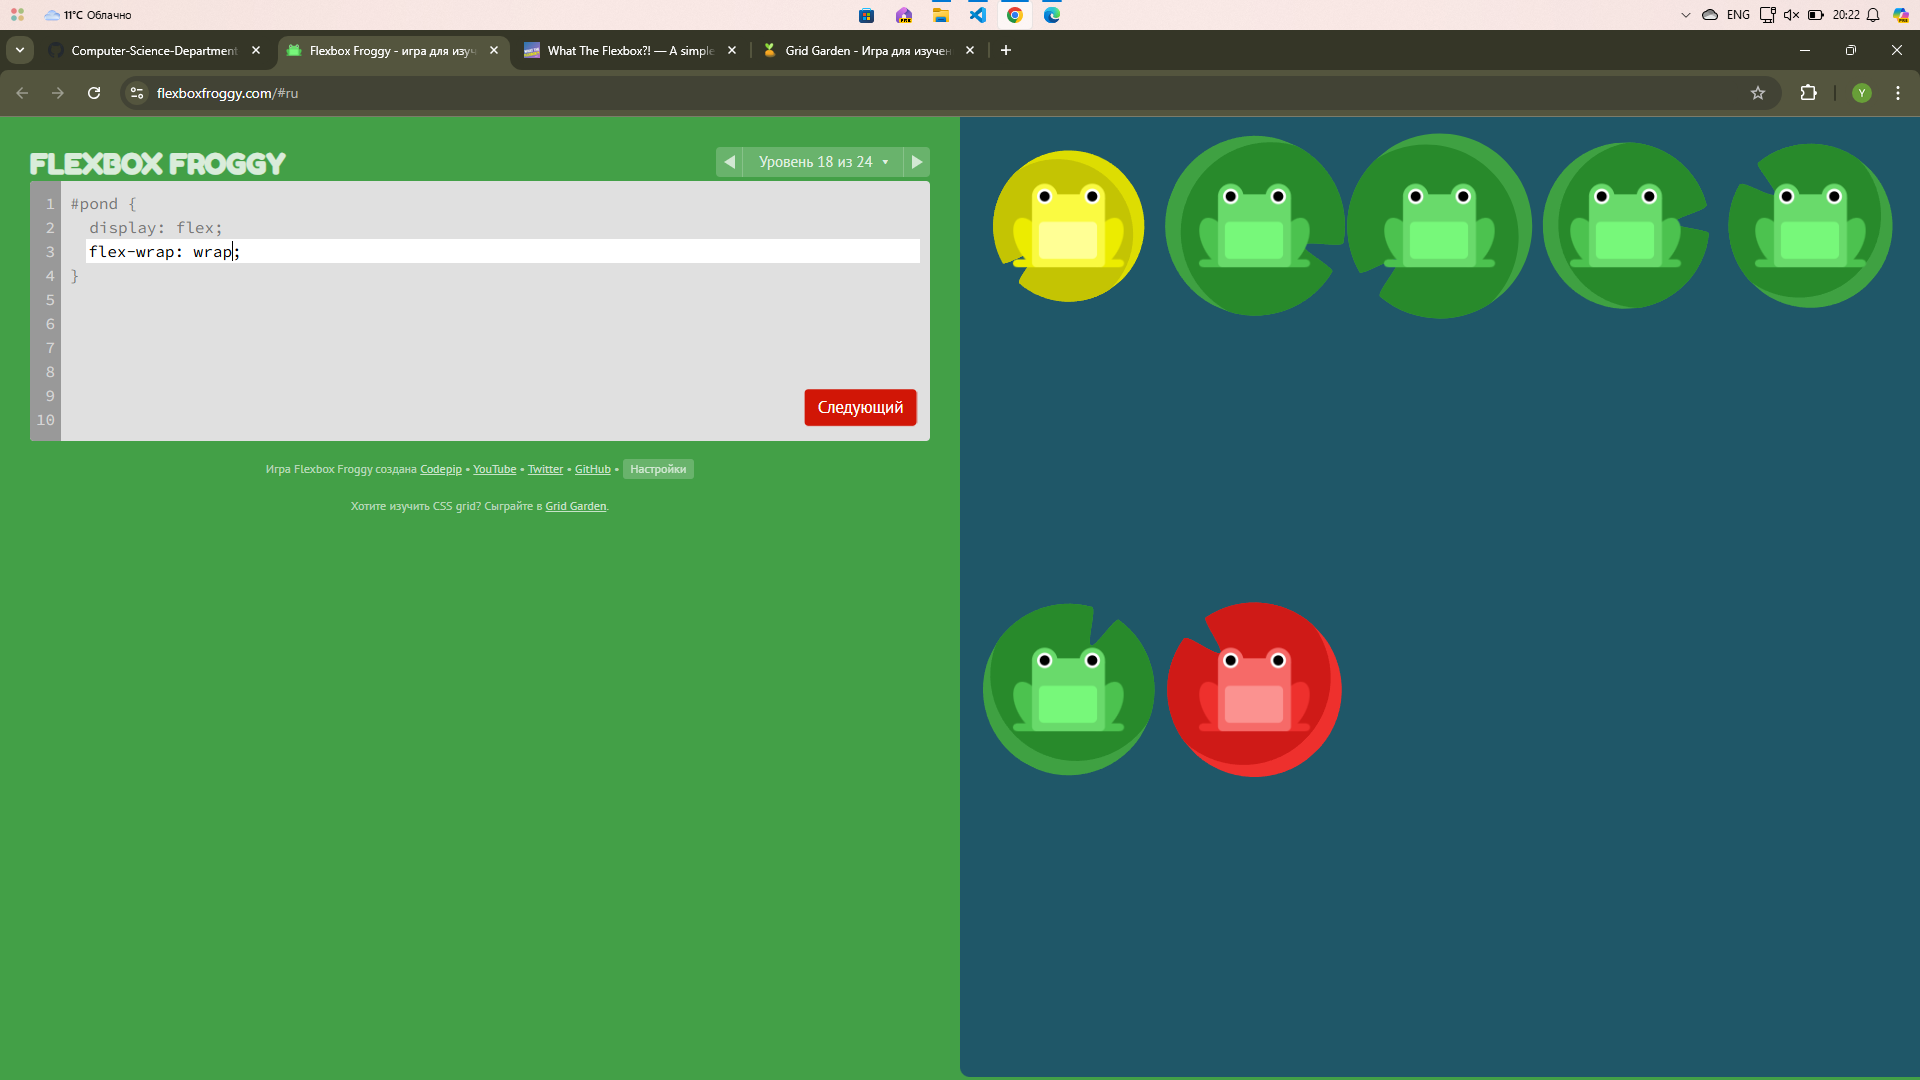 11°C Облачно
ENG
20:22
Computer-Science-Department
Flexbox Froggy - игра для изуч
What The Flexbox?! — A simple
Grid Garden - Игра для изучен
flexboxfroggy.com/#ru
Y
FLEXBOX FROGGY
Уровень 18 из 24
1 #pond {
2 display: flex;
3 flex-wrap: wrap;
4 }
5
6
7
8
9
10
Следующий
Игра Flexbox Froggy создана Codepip • YouTube • Twitter • GitHub • Настройки
Хотите изучить CSS grid? Сыграйте в Grid Garden.